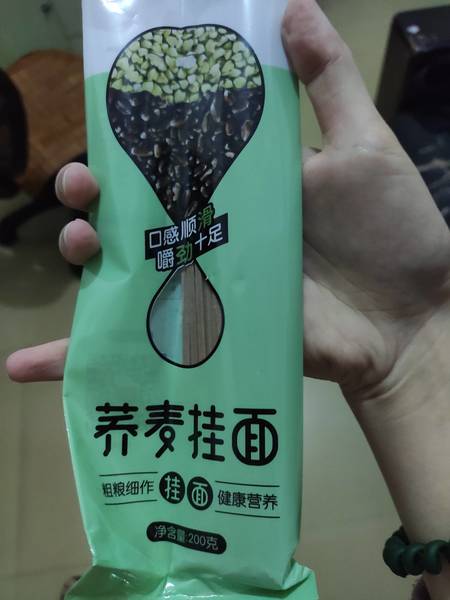 口感顺滑
嚼劲十足
荞麦挂面
粗粮细作 挂面 健康营养
净含量:200克